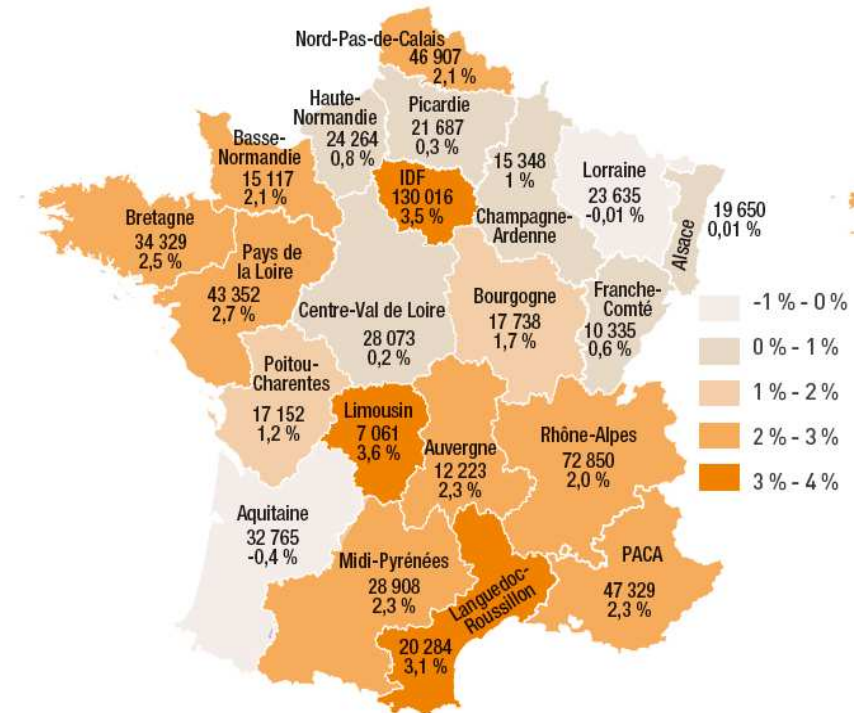 Nord-Pas-de-Calais
46 907
2,1 %
Haute-
Normandie
24 264
0,8 %
Picardie
21 687
0,3 %
Basse-
Normandie
15 117
2,1 %
IDF
130 016
3,5 %
15 348
1 %
Champagne-
Ardenne
Lorraine
23 635
-0,01 %
Alsace
19 650
0,01 %
Bretagne
34 329
2,5 %
Pays de
la Loire
43 352
2,7 %
Centre-Val de Loire
28 073
0,2 %
Bourgogne
17 738
1,7 %
Franche-
Comté
10 335
0,6 %
Poitou-
Charentes
17 152
1,2 %
Limousin
7 061
3,6 %
Auvergne
12 223
2,3 %
Rhône-Alpes
72 850
2,0 %
Aquitaine
32 765
-0,4 %
Midi-Pyrénées
28 908
2,3 %
Languedoc-
Roussillon
20 284
3,1 %
PACA
47 329
2,3 %
-1 % - 0 %
0 % - 1 %
1 % - 2 %
2 % - 3 %
3 % - 4 %